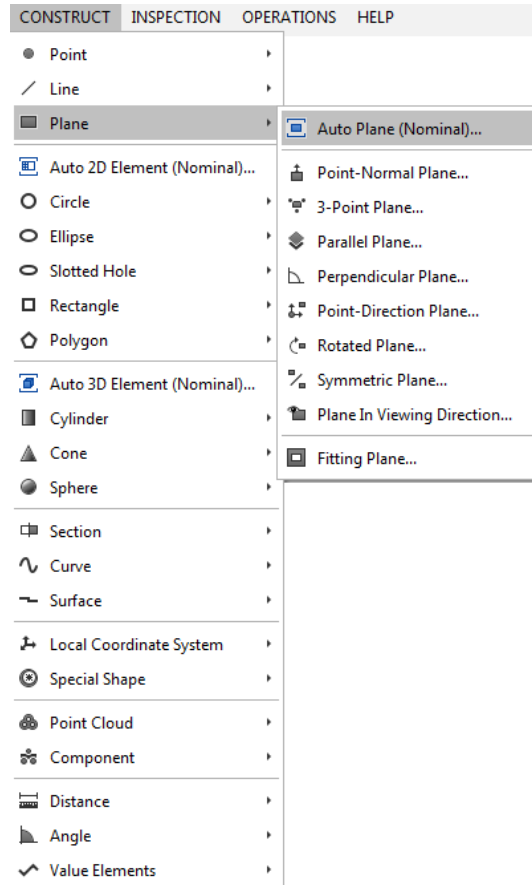 CONSTRUCT INSPECTION OPERATIONS HELP
Point
Line
Plane
Auto Plane (Nominal)...
Point-Normal Plane...
3-Point Plane...
Parallel Plane...
Perpendicular Plane...
Point-Direction Plane...
Rotated Plane...
Symmetric Plane...
Plane In Viewing Direction...
Fitting Plane...
Auto 2D Element (Nominal)...
Circle
Ellipse
Slotted Hole
Rectangle
Polygon
Auto 3D Element (Nominal)...
Cylinder
Cone
Sphere
Section
Curve
Surface
Local Coordinate System
Special Shape
Point Cloud
Component
Distance
Angle
Value Elements